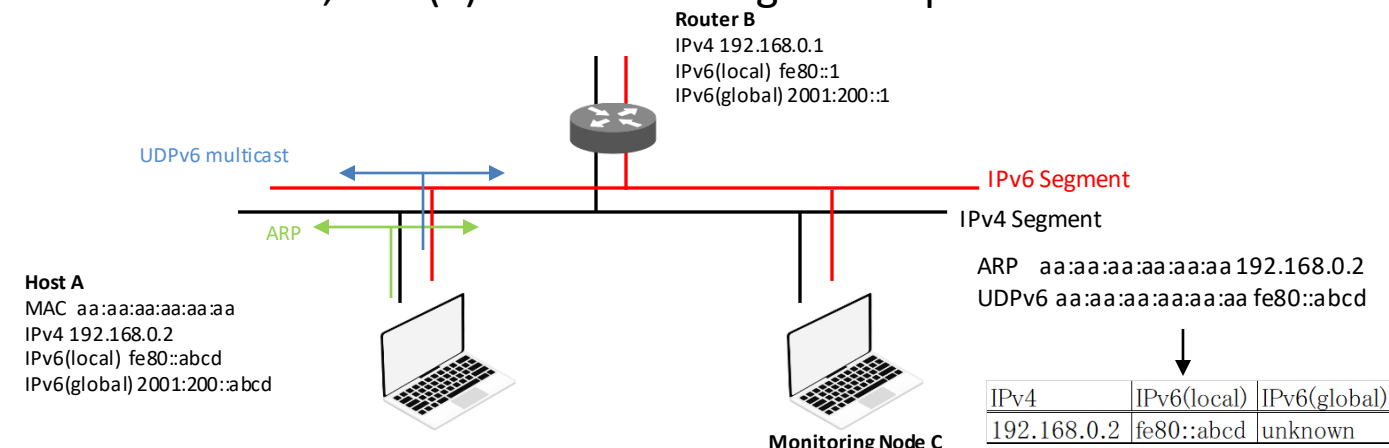 Router B
IPv4 192.168.0.1
IPv6(local) fe80::1
IPv6(global) 2001:200::1
UDPv6 multicast
IPv6 Segment
IPv4 Segment
ARP
ARP aa:aa:aa:aa:aa:aa 192.168.0.2
UDPv6 aa:aa:aa:aa:aa:aa fe80::abcd
Host A
MAC aa:aa:aa:aa:aa:aa
IPv4 192.168.0.2
IPv6(local) fe80::abcd
IPv6(global) 2001:200::abcd
IPv4 IPv6(local) IPv6(global)
192.168.0.2 fe80::abcd unknown
Monitoring Node C